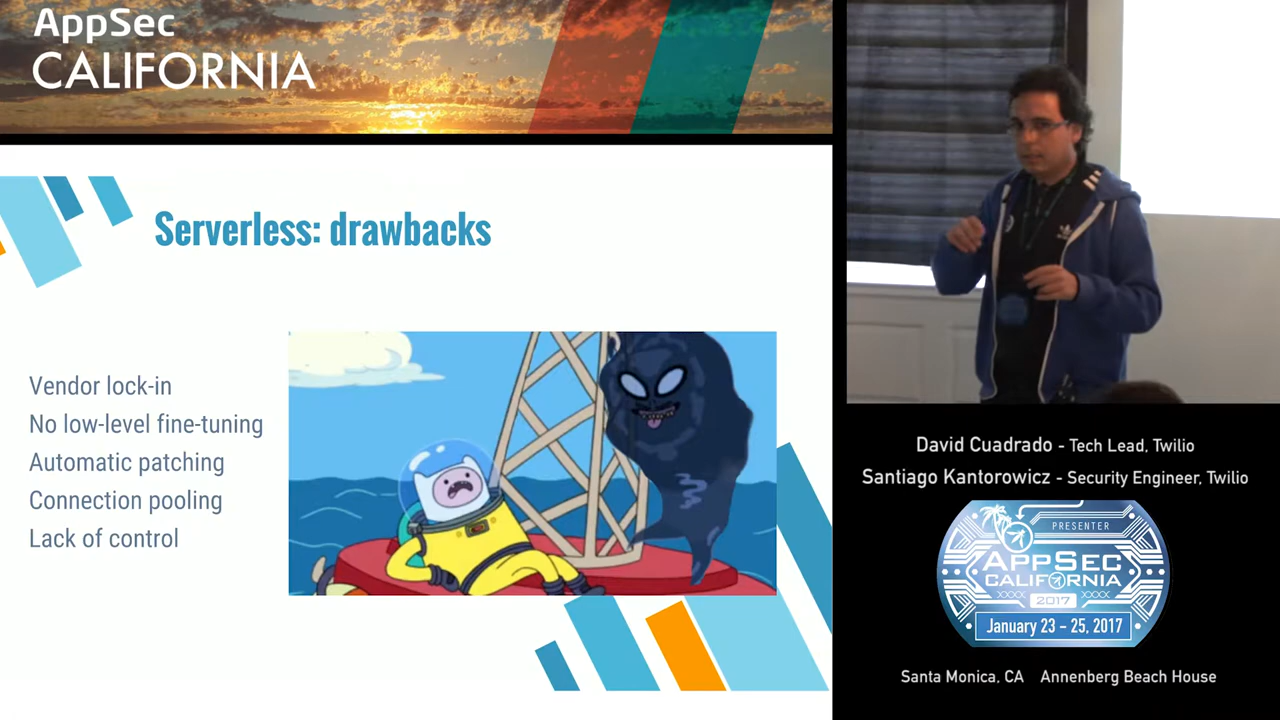 AppSec
CALIFORNIA
Serverless: drawbacks
Vendor lock-in
No low-level fine-tuning
Automatic patching
Connection pooling
Lack of control
David Cuadrado - Tech Lead, Twilio
Santiago Kantorowicz - Security Engineer, Twilio
PRESENTER
APPSEC
CALIFORNIA
XXXX 2017 XXXX
January 23 - 25, 2017
Santa Monica, CA Annenberg Beach House